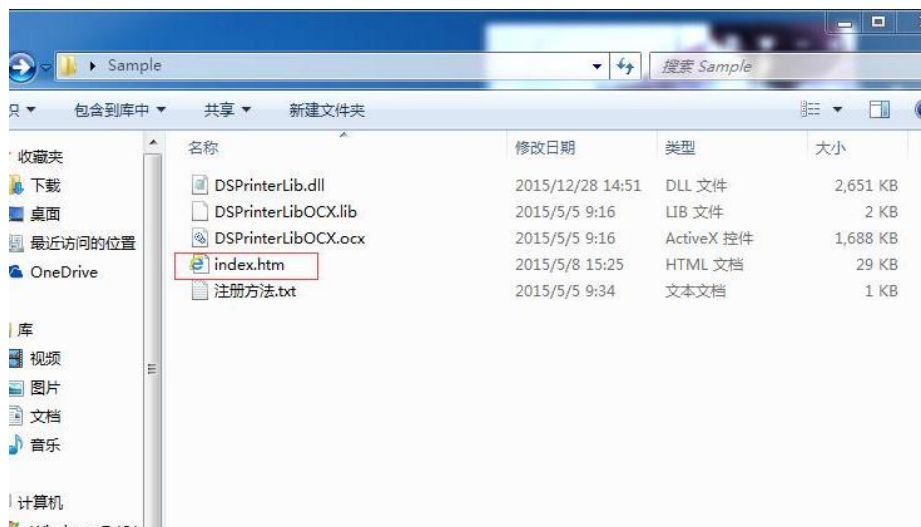 Sample
搜索 Sample
包含到库中 共享 新建文件夹
名称 修改日期 类型 大小
收藏夹
下载
桌面
最近访问的位置
OneDrive
库
视频
图片
文档
音乐
计算机
DSPrinterLib.dll 2015/12/28 14:51 DLL 文件 2,651 KB
DSPrinterLibOCX.lib 2015/5/5 9:16 LIB 文件 2 KB
DSPrinterLibOCX.ocx 2015/5/5 9:16 ActiveX 控件 1,688 KB
index.htm 2015/5/8 15:25 HTML 文档 29 KB
注册方法.txt 2015/5/5 9:34 文本文档 1 KB